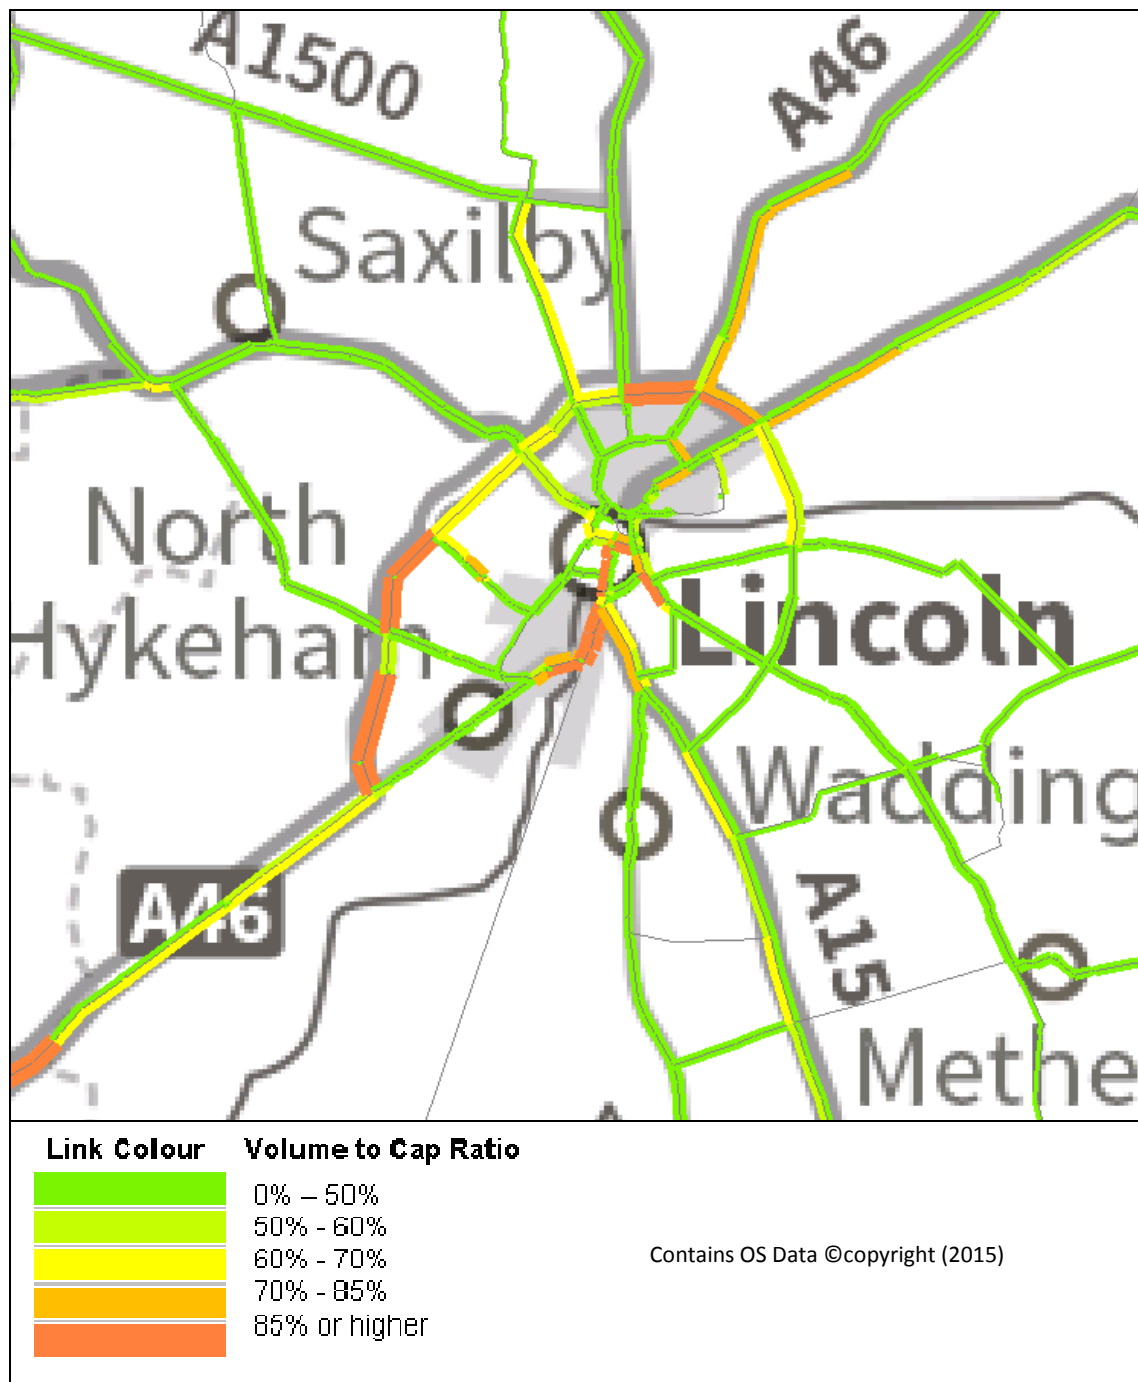 A1500
A46
Saxilby
North
Hykeham
Lincoln
Wadding
A46
A15
Methe
Link Colour Volume to Cap Ratio
0% – 50%
50% - 60%
60% - 70%
70% - 85%
85% or higher
Contains OS Data ©copyright (2015)